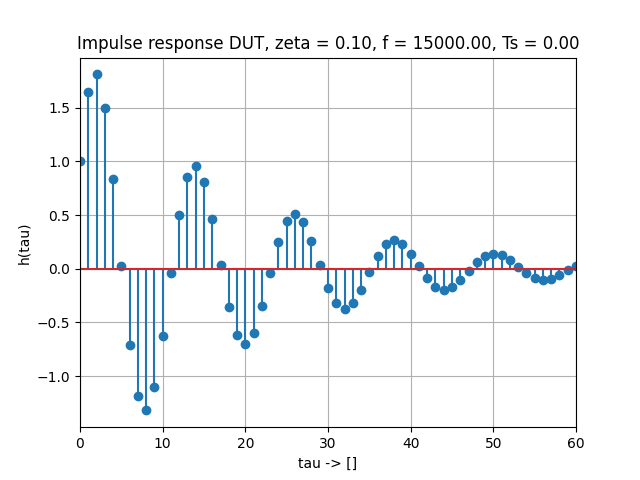 Impulse response DUT, zeta = 0.10, f = 15000.00, Ts = 0.00
h(tau)
1.5
1.0
0.5
0.0
−0.5
−1.0
0 10 20 30 40 50 60
tau -> []